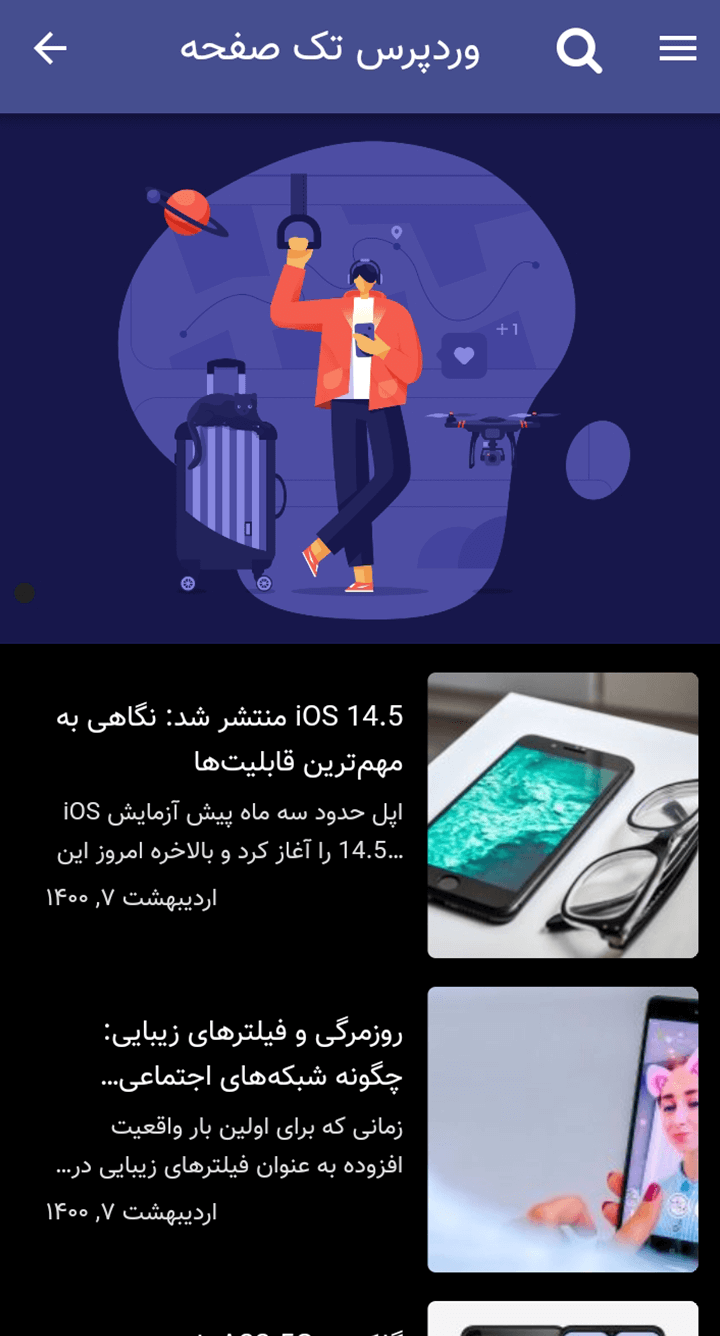 وردپرس تک صفحه
+1
iOS 14.5 منتشر شد: نگاهی به
مهم‌ترین قابلیت‌ها
اپل حدود سه ماه پیش آزمایش iOS
14.5 را آغاز کرد و بالاخره امروز این...
اردیبهشت ۷, ۱۴۰۰
روزمرگی و فیلترهای زیبایی:
چگونه شبکه‌های اجتماعی...
زمانی که برای اولین بار واقعیت
افزوده به عنوان فیلترهای زیبایی در...
اردیبهشت ۷, ۱۴۰۰